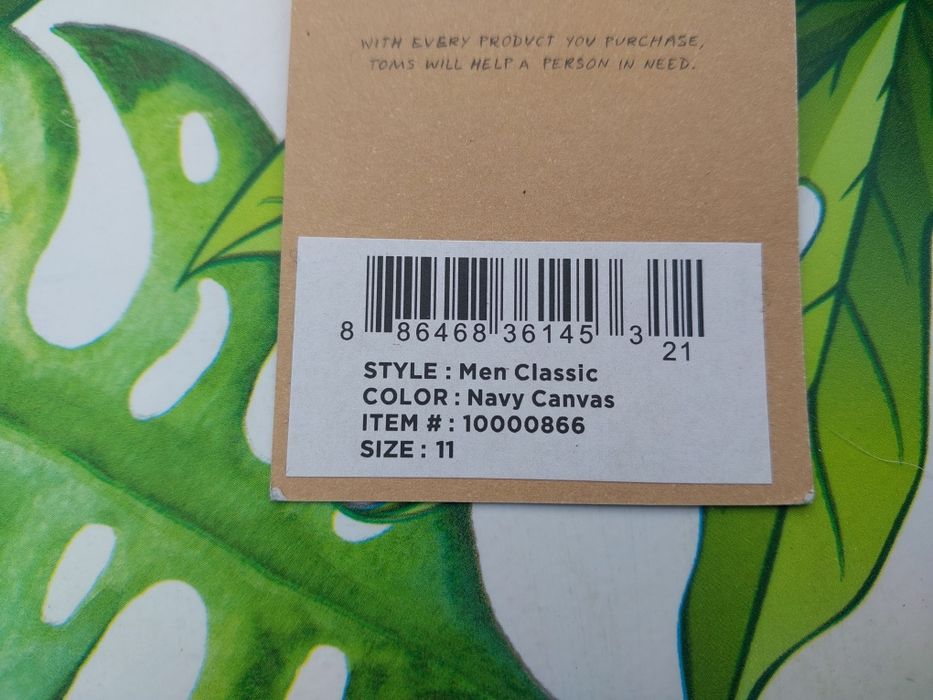 WITH EVERY PRODUCT YOU PURCHASE,
TOMS WILL HELP A PERSON IN NEED.
8 86468 36145 3 21
STYLE : Men Classic
COLOR : Navy Canvas
ITEM # : 10000866
SIZE : 11